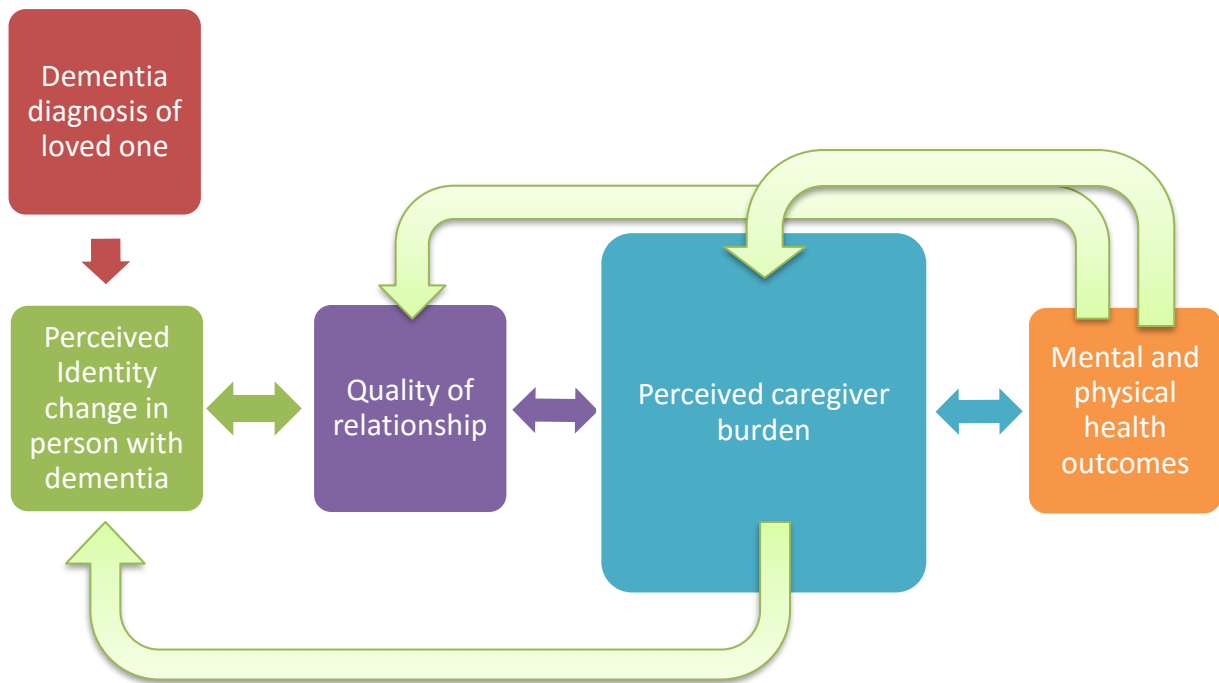 Dementia
diagnosis of
loved one
Perceived
Identity
change in
person with
dementia
Quality of
relationship
Perceived caregiver
burden
Mental and
physical
health
outcomes